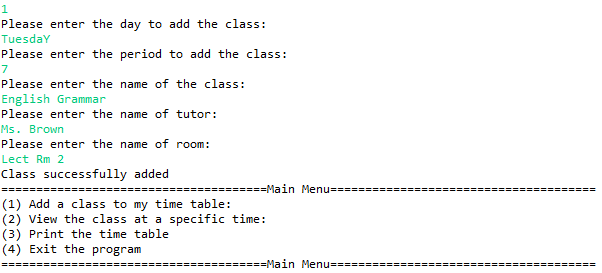 1
Please enter the day to add the class:
TuesdaY
Please enter the period to add the class:
7
Please enter the name of the class:
English Grammar
Please enter the name of tutor:
Ms. Brown
Please enter the name of room:
Lect Rm 2
Class successfully added
======================================Main Menu======================================
(1) Add a class to my time table:
(2) View the class at a specific time:
(3) Print the time table
(4) Exit the program
======================================Main Menu======================================